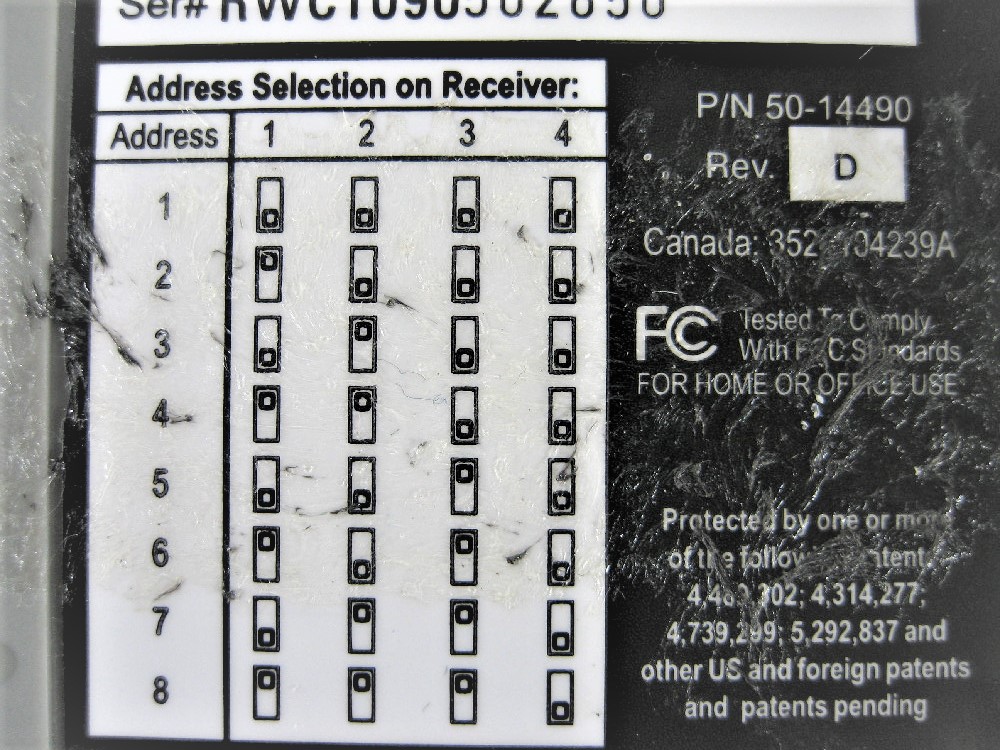 Ser#
Address Selection on Receiver:
Address 1 2 3 4
1
2
3
4
5
6
7
8
P/N 50-14490
Rev. D
Canada: 352
FC Tested To Comply
With FCC Standards
FOR HOME OR OFFICE USE
Protected by one or more
of the following patents
4,314,277;
5,292,837 and
other US and foreign patents
and patents pending